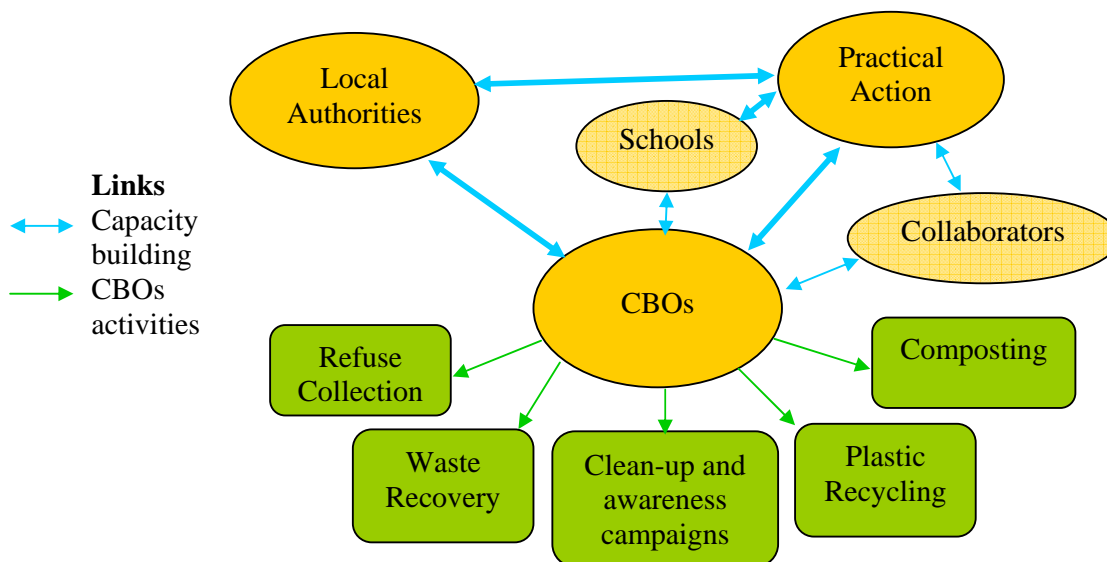 Local
Authorities
Practical
Action
Schools
Links
Capacity
building
CBOs
activities
Collaborators
CBOs
Refuse
Collection
Composting
Waste
Recovery
Clean-up and
awareness
campaigns
Plastic
Recycling